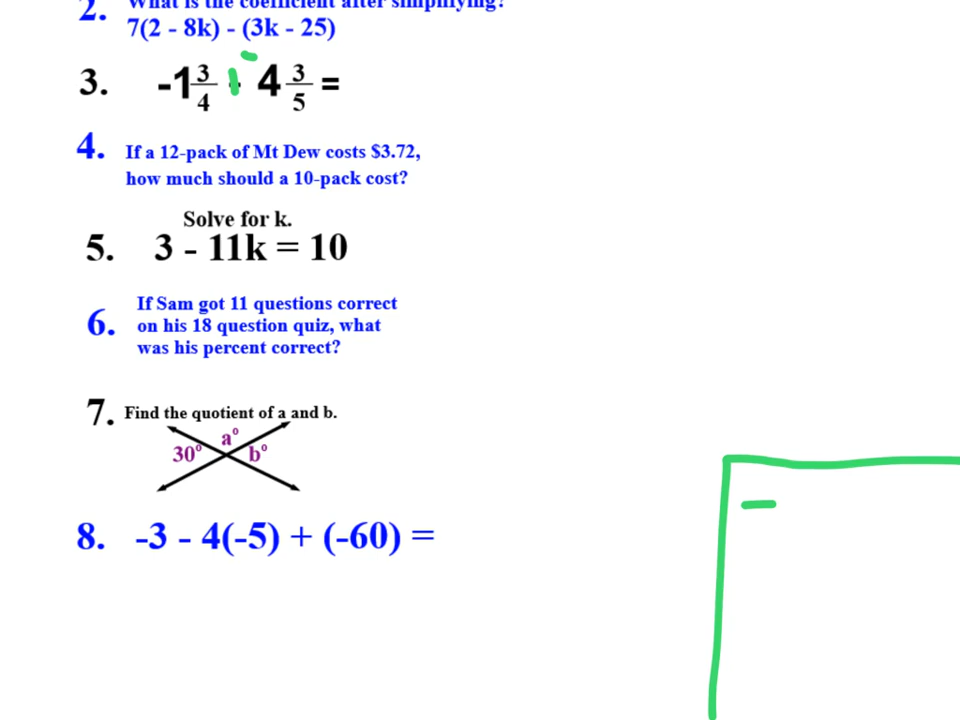 2. What is the coefficient after simplifying?
7(2 - 8k) - (3k - 25)
3. -1 3/4 - 4 3/5 =
4. If a 12-pack of Mt Dew costs $3.72,
how much should a 10-pack cost?
Solve for k.
5. 3 - 11k = 10
If Sam got 11 questions correct
6. on his 18 question quiz, what
was his percent correct?
7. Find the quotient of a and b.
a°
30° b°
8. -3 - 4(-5) + (-60) =
-